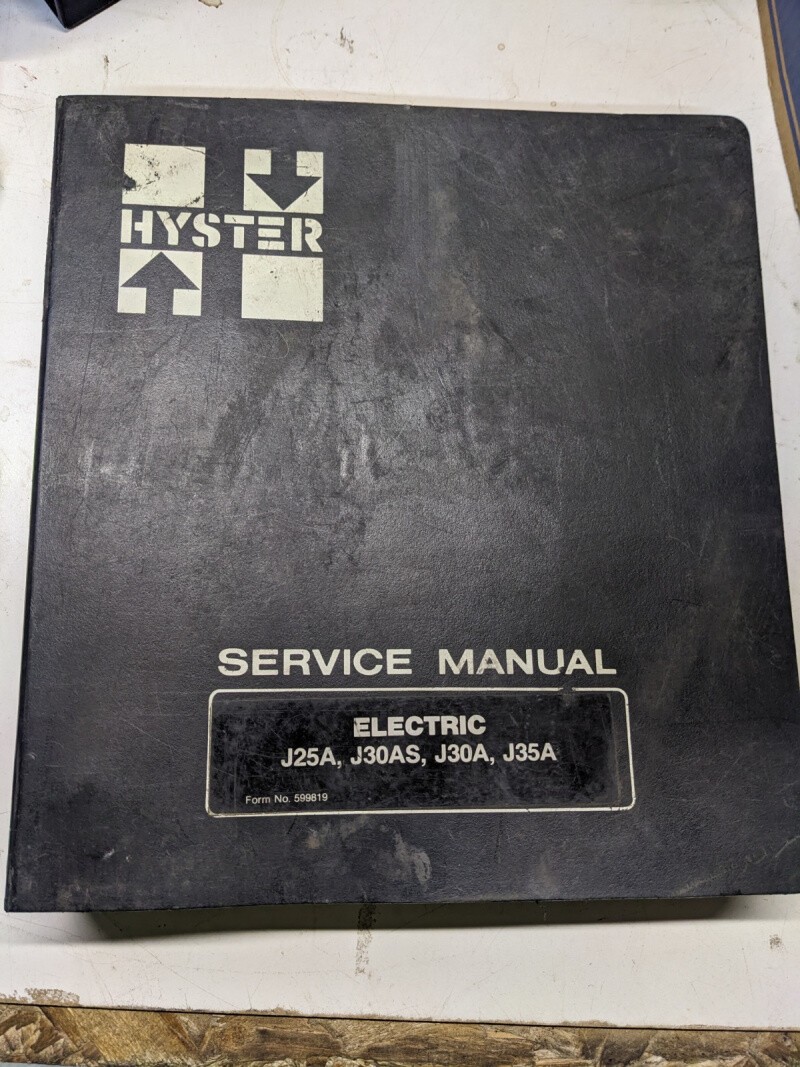 HYSTER
SERVICE MANUAL
ELECTRIC
J25A, J30AS, J30A, J35A
Form No. 599819